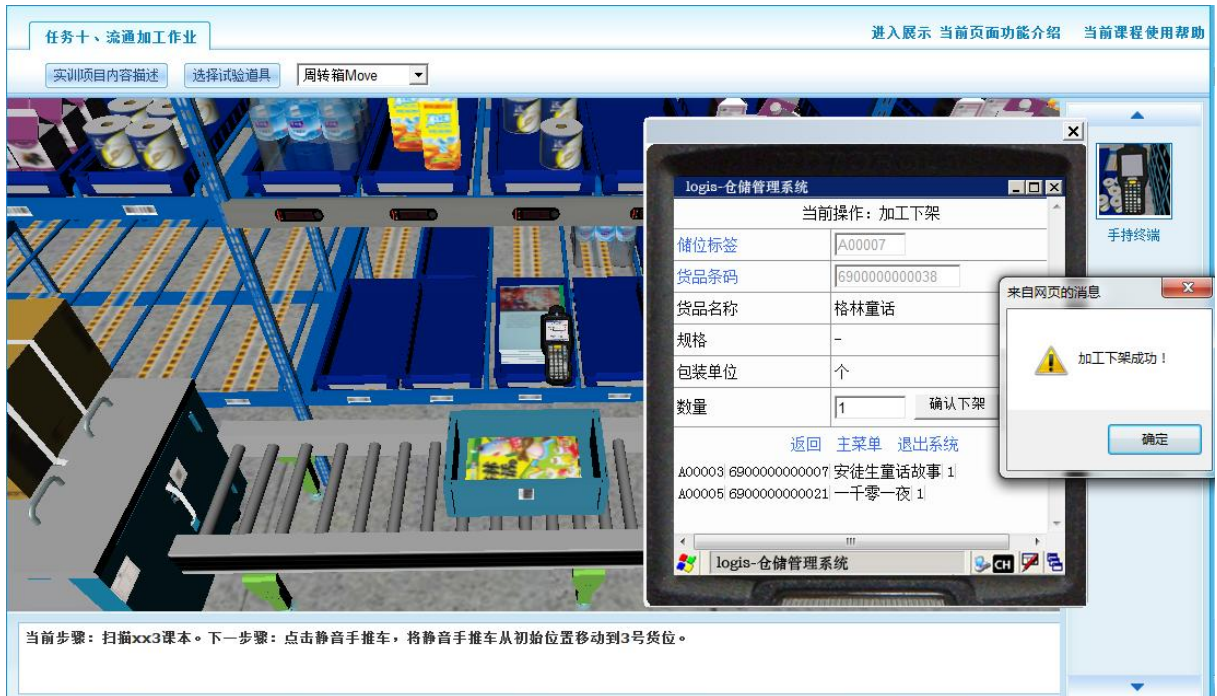 任务十、流通加工作业
进入展示 当前页面功能介绍 当前课程使用帮助
实训项目内容描述 选择试验道具 周转箱Move
logis-仓储管理系统
当前操作：加工下架
储位标签 A00007
货品条码 6900000000038
货品名称 格林童话
规格 -
包装单位 个
数量 1 确认下架
返回 主菜单 退出系统
A00003 6900000000007 安徒生童话故事 1
A00005 6900000000021 一千零一夜 1
logis-仓储管理系统 CH
手持终端
来自网页的消息
加工下架成功！
确定
当前步骤：扫描xx3课本。下一步骤：点击静音手推车，将静音手推车从初始位置移动到3号货位。